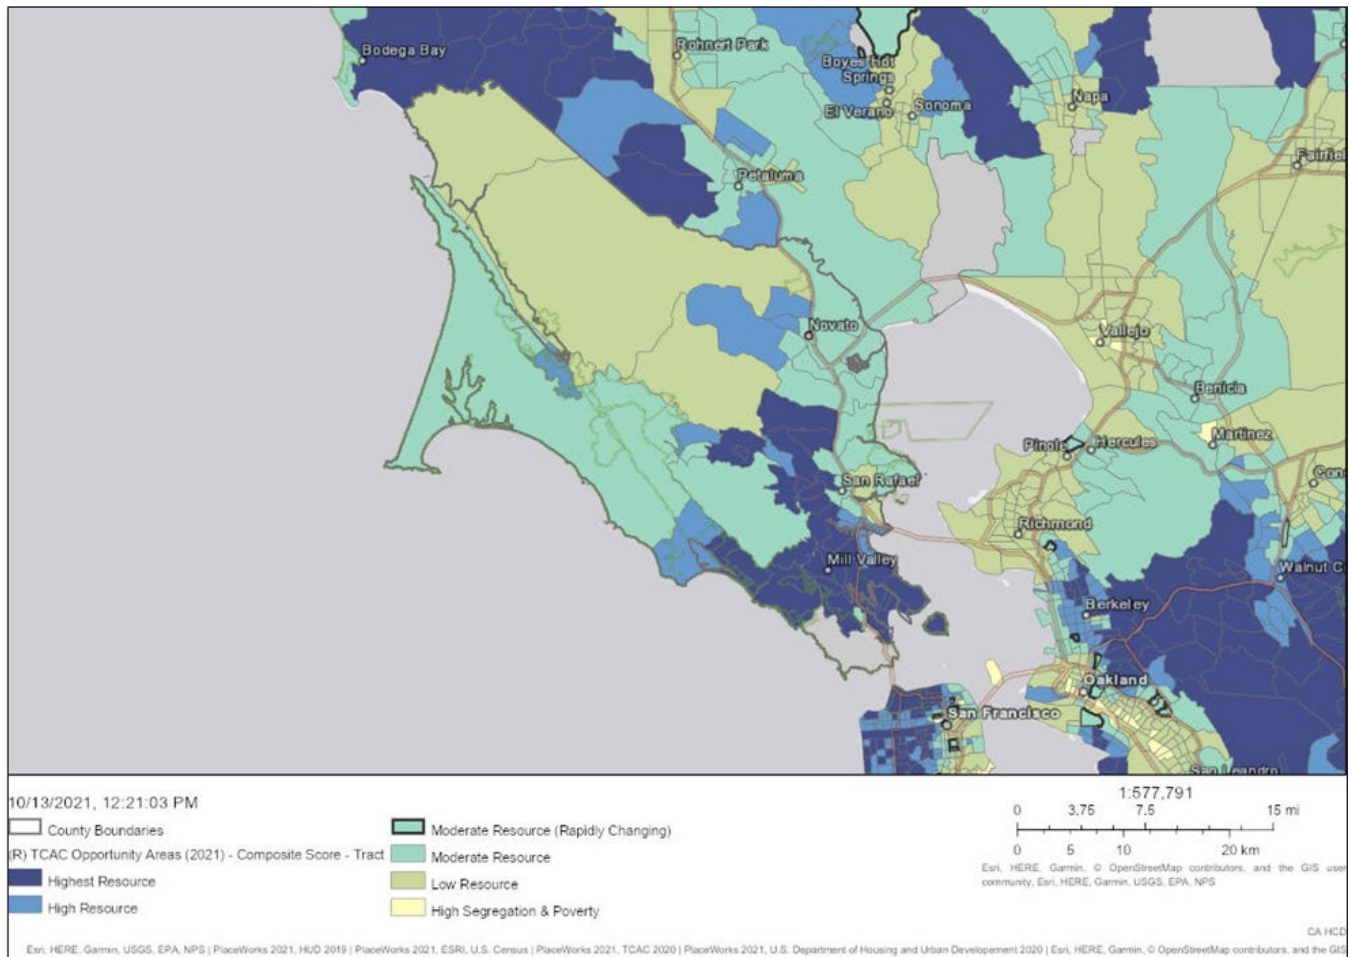 Bodega Bay
Rohnert Park
Boyes Hot
Springs
El Verano
Sonoma
Napa
Fairfiel
Petaluma
Novato
Vallejo
Benicia
Martinez
Pinole
Hercules
Con
San Rafael
Richmond
Mill Valley
Walnut C
Berkeley
Oakland
San Francisco
San Leandro
10/13/2021, 12:21:03 PM
County Boundaries
(R) TCAC Opportunity Areas (2021) - Composite Score - Tract
Highest Resource
High Resource
Moderate Resource (Rapidly Changing)
Moderate Resource
Low Resource
High Segregation & Poverty
1:577,791
0 3.75 7.5 15 mi
0 5 10 20 km
Esri, HERE, Garmin, © OpenStreetMap contributors, and the GIS user
community, Esri, HERE, Garmin, USGS, EPA, NPS
CA HCD
Esri, HERE, Garmin, USGS, EPA, NPS | PlaceWorks 2021, HUD 2019 | PlaceWorks 2021, ESRI, U.S. Census | PlaceWorks 2021, TCAC 2020 | PlaceWorks 2021, U.S. Department of Housing and Urban Developement 2020 | Esri, HERE, Garmin, © OpenStreetMap contributors, and the GIS